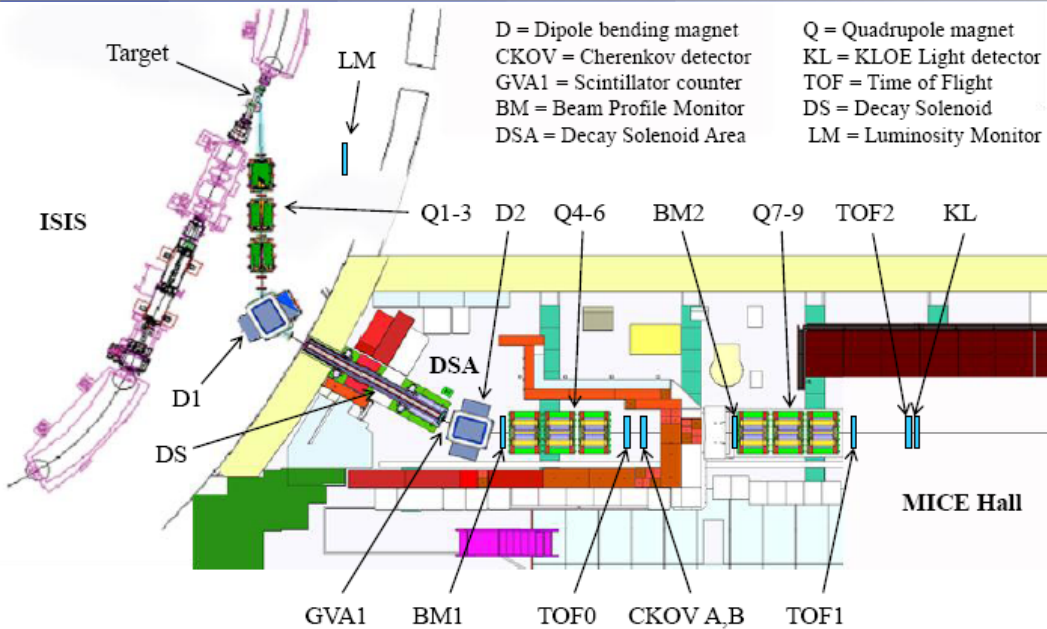 D = Dipole bending magnet
CKOV = Cherenkov detector
GVA1 = Scintillator counter
BM = Beam Profile Monitor
DSA = Decay Solenoid Area
Q = Quadrupole magnet
KL = KLOE Light detector
TOF = Time of Flight
DS = Decay Solenoid
LM = Luminosity Monitor
Target
LM
ISIS
Q1-3 D2 Q4-6 BM2 Q7-9 TOF2 KL
DSA
D1
DS
MICE Hall
GVA1 BM1 TOF0 CKOV A,B TOF1